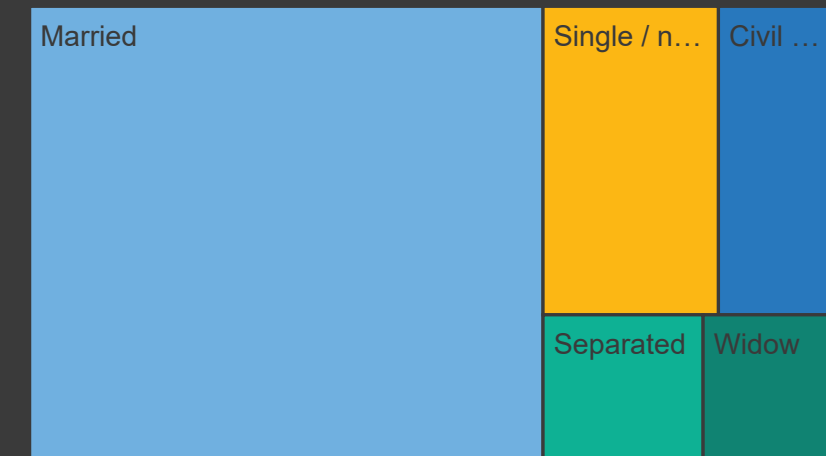 Married
Single / n…
Civil …
Separated
Widow